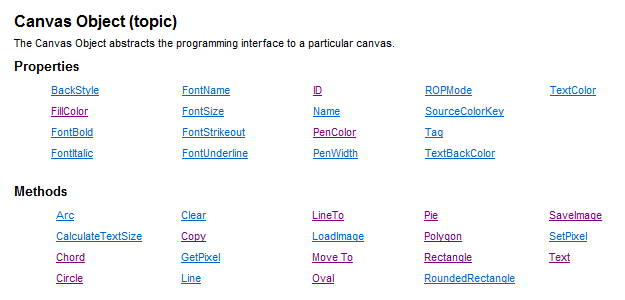 Canvas Object (topic)
The Canvas Object abstracts the programming interface to a particular canvas.
Properties
BackStyle FontName ID ROPMode TextColor
FillColor FontSize Name SourceColorKey
FontBold FontStrikeout PenColor Tag
FontItalic FontUnderline PenWidth TextBackColor
Methods
Arc Clear LineTo Pie SaveImage
CalculateTextSize Copy LoadImage Polygon SetPixel
Chord GetPixel Move To Rectangle Text
Circle Line Oval RoundedRectangle